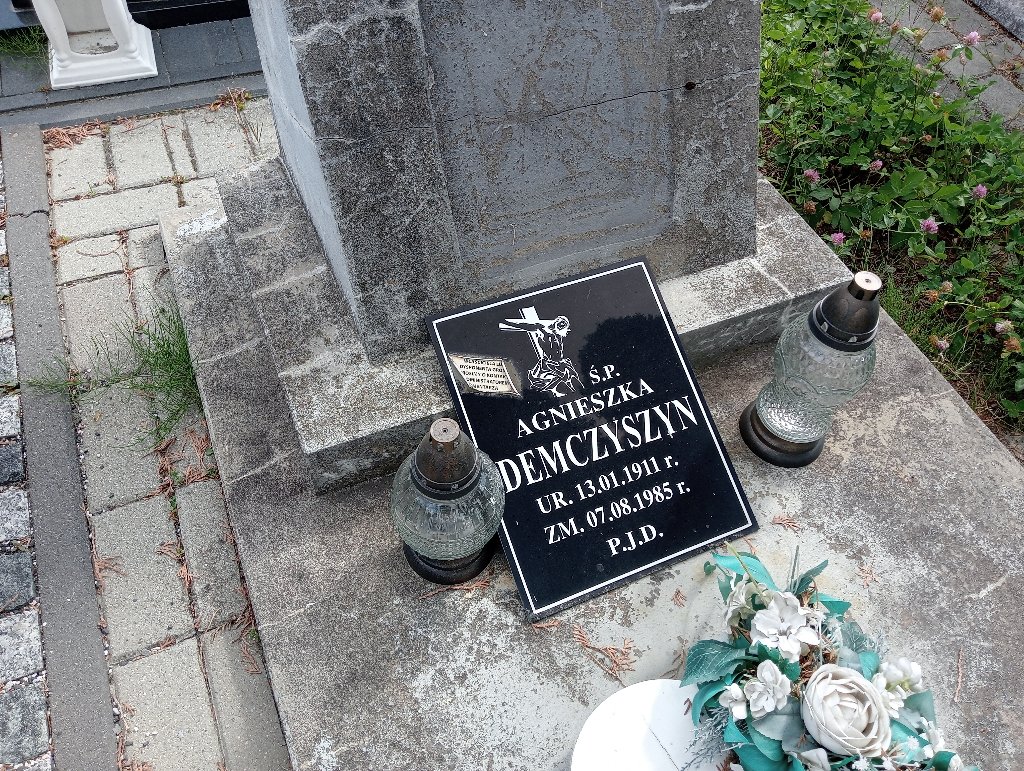 Ś.P.
AGNIESZKA
DEMCZYSZYN
UR. 13.01.1911 r.
ZM. 07.08.1985 r.
P.J.D.